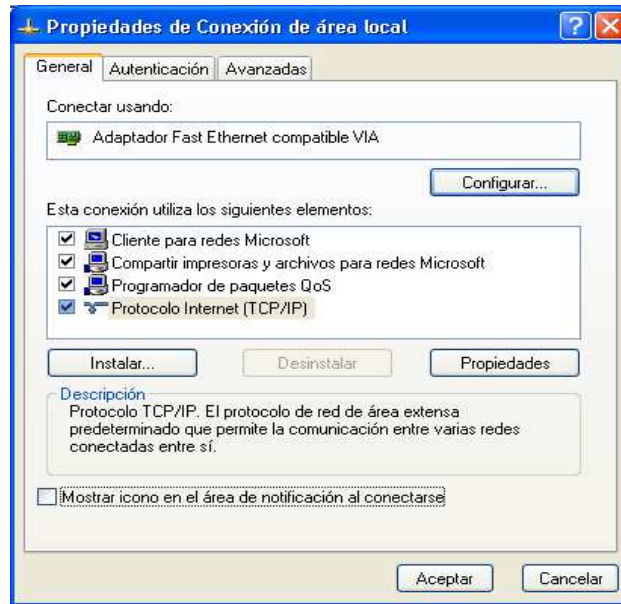 Propiedades de Conexión de área local
General Autenticación Avanzadas
Conectar usando:
Adaptador Fast Ethernet compatible VIA
Configurar...
Esta conexión utiliza los siguientes elementos:
Cliente para redes Microsoft
Compartir impresoras y archivos para redes Microsoft
Programador de paquetes QoS
Protocolo Internet (TCP/IP)
Instalar... Desinstalar Propiedades
Descripción
Protocolo TCP/IP. El protocolo de red de área extensa
predeterminado que permite la comunicación entre varias redes
conectadas entre sí.
Mostrar icono en el área de notificación al conectarse
Aceptar Cancelar